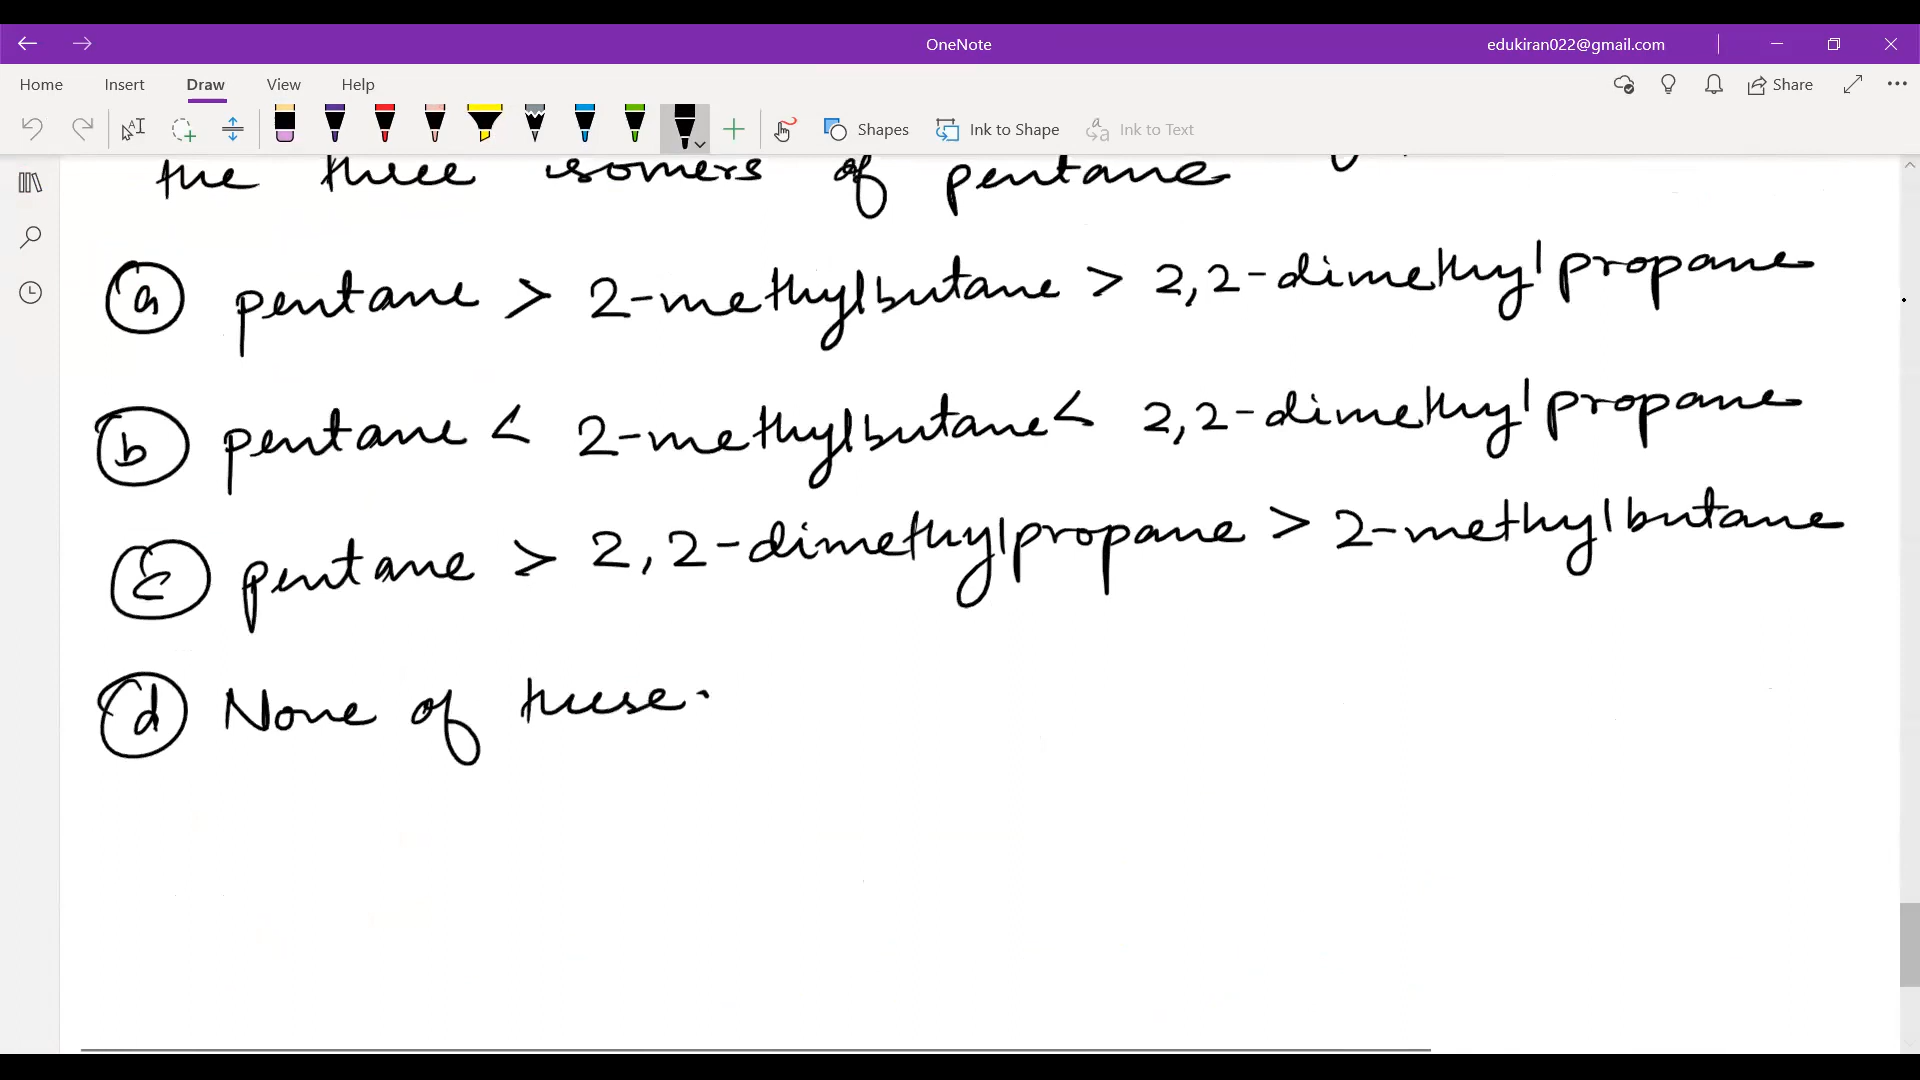 OneNote
edukiran022@gmail.com
Home Insert Draw View Help
Share
Shapes Ink to Shape Ink to Text
the three isomers of pentane
(a) pentane > 2-methylbutane > 2,2-dimethylpropane
(b) pentane < 2-methylbutane < 2,2-dimethylpropane
(c) pentane > 2,2-dimethylpropane > 2-methylbutane
(d) None of these.